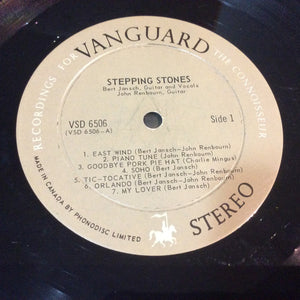 RECORDINGS FOR VANGUARD THE CONNOISSEUR
STEPPING STONES
Bert Jansch, Guitar and Vocals
John Renbourn, Guitar
VSD 6506
(VSD 6506-A)
Side 1
1. EAST WIND (Bert Jansch-John Renbourn)
2. PIANO TUNE (John Renbourn)
3. GOODBYE PORK PIE HAT (Charlie Mingus)
4. SOHO (Bert Jansch)
5. TIC-TOCATIVE (Bert Jansch-John Renbourn)
6. ORLANDO (Bert Jansch-John Renbourn)
7. MY LOVER (Bert Jansch)
MADE IN CANADA BY PHONODISC LIMITED
STEREO